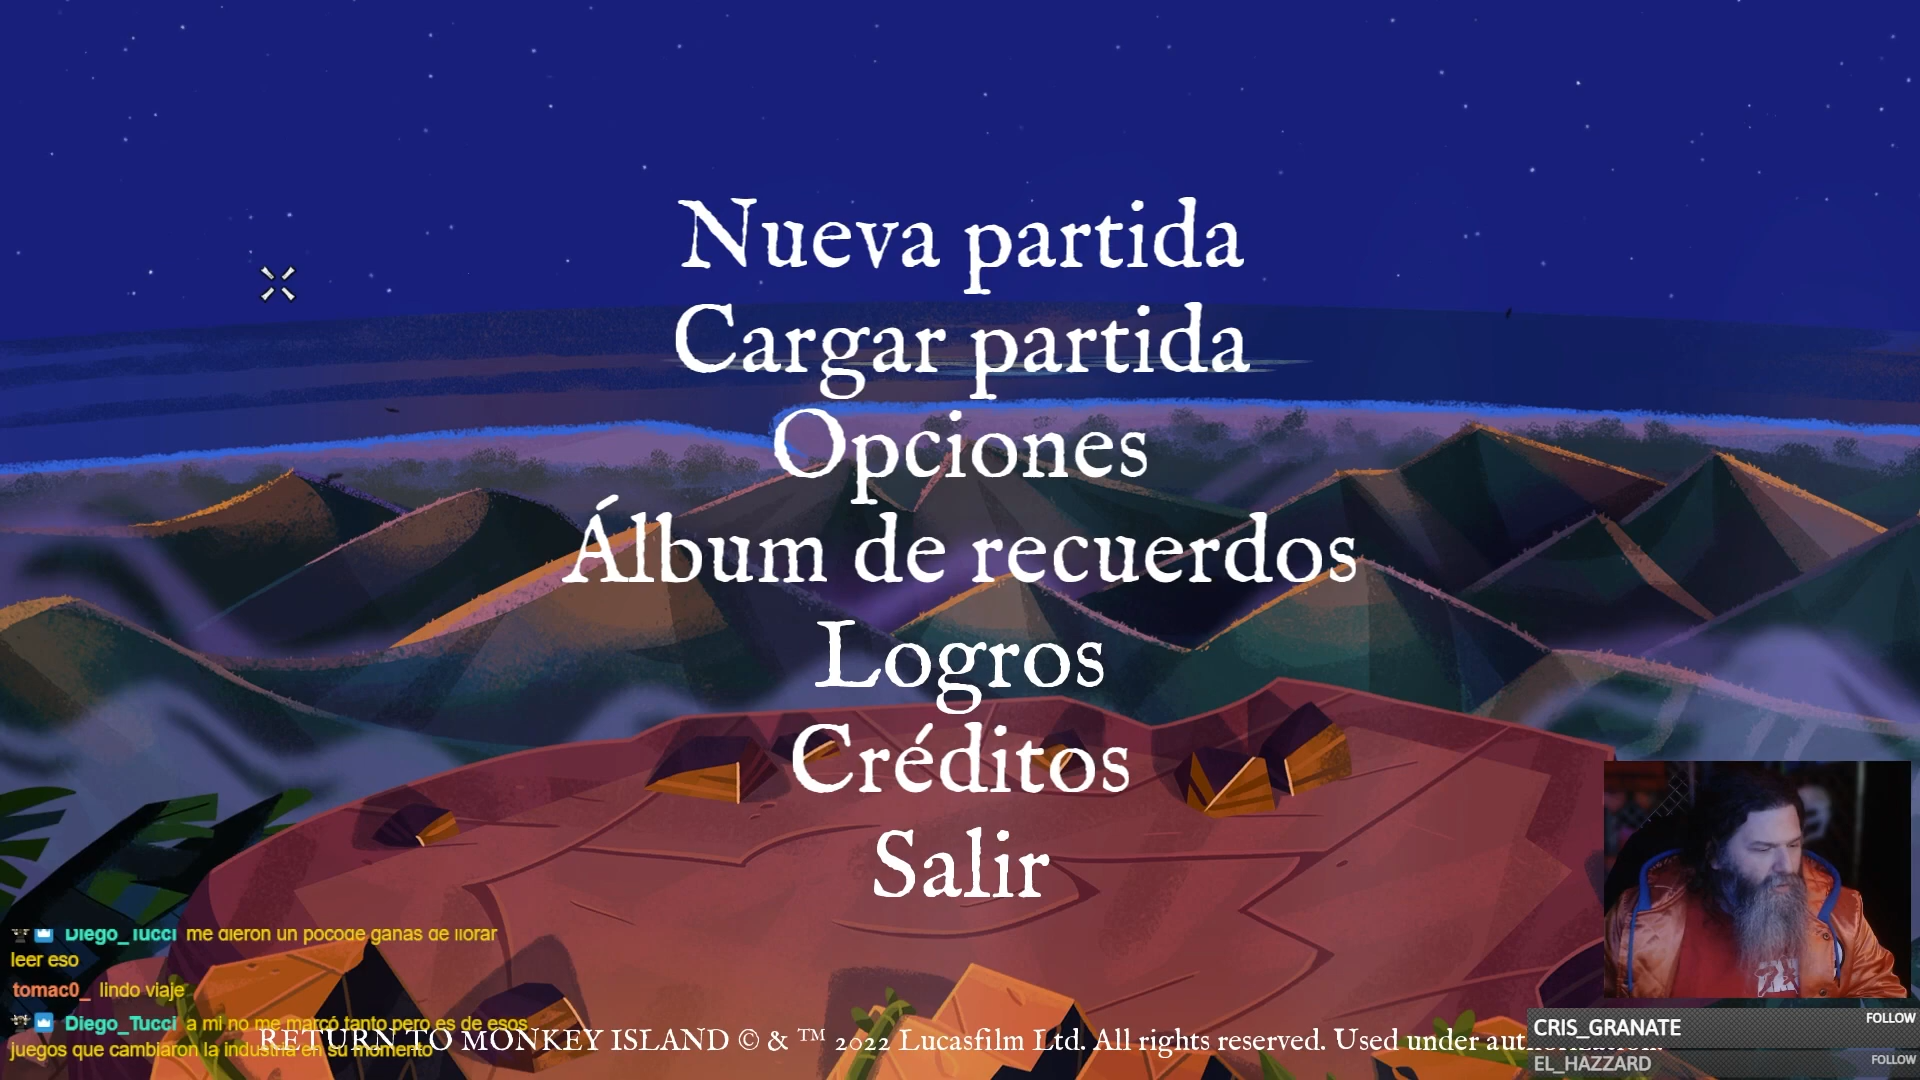 Nueva partida
Cargar partida
Opciones
Álbum de recuerdos
Logros
Créditos
Salir
Diego_Tucci me dieron un pocode ganas de llorar
leer eso
tomac0_ lindo viaje
Diego_Tucci a mi no me marcó tanto pero es de esos
juegos que cambiaron la industria en su momento
RETURN TO MONKEY ISLAND © & ™ 2022 Lucasfilm Ltd. All rights reserved. Used under
CRIS_GRANATE FOLLOW
EL_HAZZARD FOLLOW